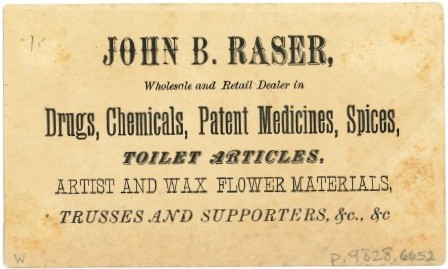 JOHN B. RASER,
Wholesale and Retail Dealer in
Drugs, Chemicals, Patent Medicines, Spices,
TOILET ARTICLES,
ARTIST AND WAX FLOWER MATERIALS,
TRUSSES AND SUPPORTERS, &c., &c
W
P.9828.6652